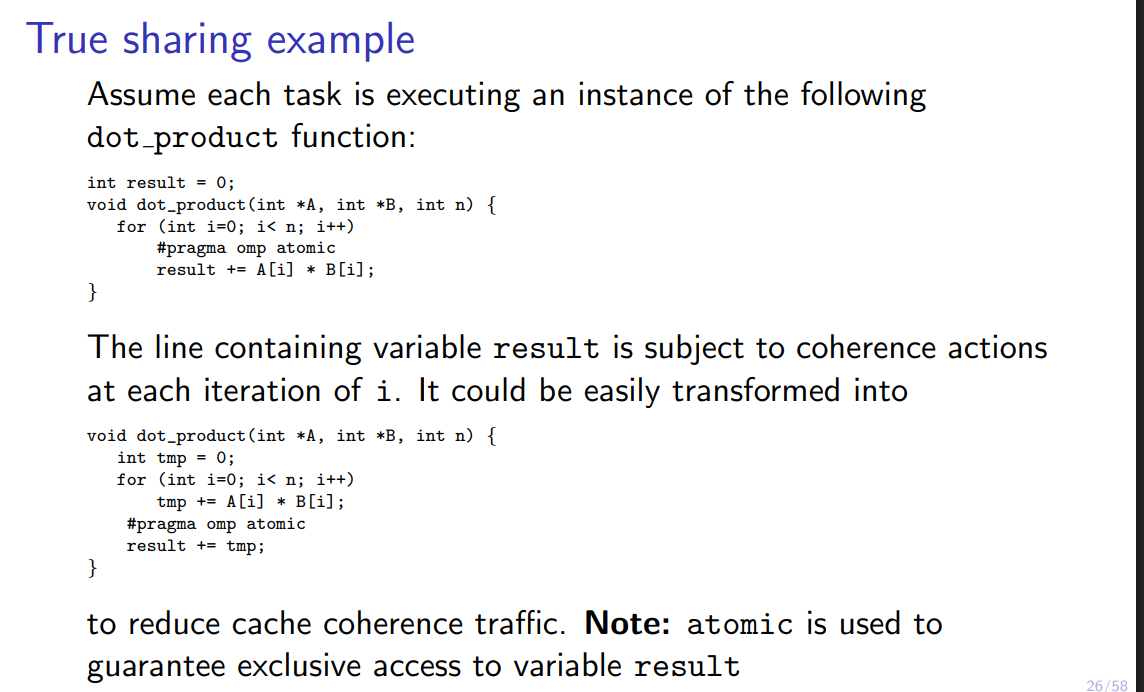 True sharing example
Assume each task is executing an instance of the following
dot_product function:
int result = 0;
void dot_product(int *A, int *B, int n) {
for (int i=0; i< n; i++)
#pragma omp atomic
result += A[i] * B[i];
}
The line containing variable result is subject to coherence actions
at each iteration of i. It could be easily transformed into
void dot_product(int *A, int *B, int n) {
int tmp = 0;
for (int i=0; i< n; i++)
tmp += A[i] * B[i];
#pragma omp atomic
result += tmp;
}
to reduce cache coherence traffic. Note: atomic is used to
guarantee exclusive access to variable result
26/58